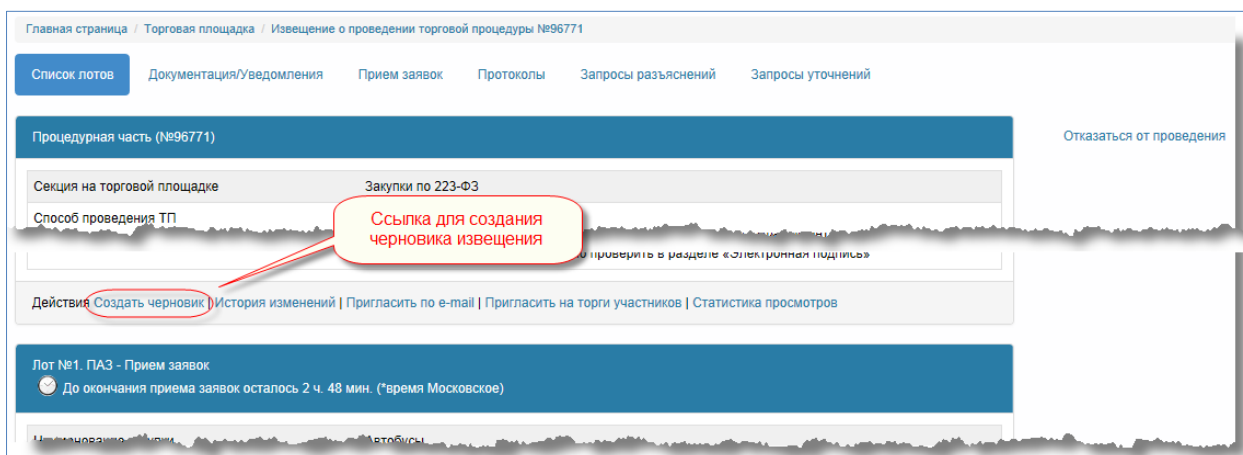 Главная страница / Торговая площадка / Извещение о проведении торговой процедуры №96771
Список лотов Документация/Уведомления Прием заявок Протоколы Запросы разъяснений Запросы уточнений
Процедурная часть (№96771)
Отказаться от проведения
Секция на торговой площадке Закупки по 223-ФЗ
Способ проведения ТП
Ссылка для создания
черновика извещения
проверить в разделе «Электронная подпись»
Действия Создать черновик | История изменений | Пригласить по e-mail | Пригласить на торги участников | Статистика просмотров
Лот №1. ПАЗ - Прием заявок
До окончания приема заявок осталось 2 ч. 48 мин. (*время Московское)
Автобусы